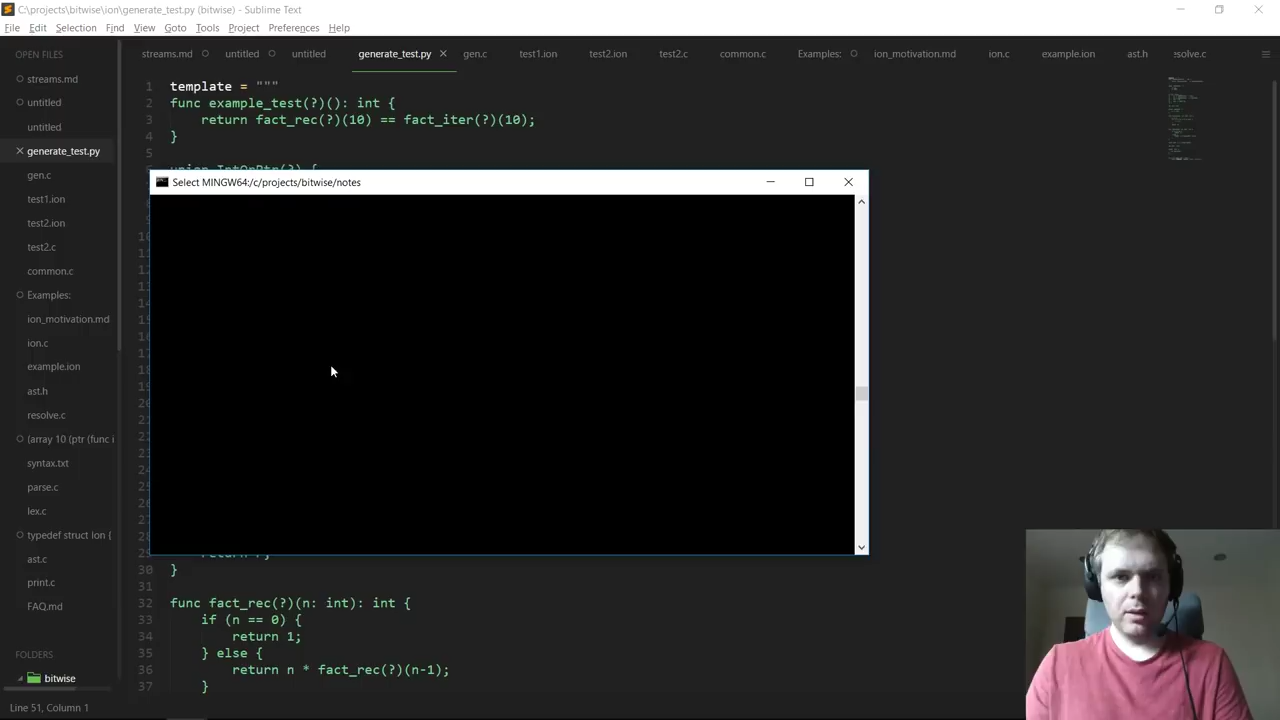 C:\projects\bitwise\ion\generate_test.py (bitwise) - Sublime Text
File Edit Selection Find View Goto Tools Project Preferences Help
OPEN FILES
streams.md
untitled
untitled
generate_test.py
gen.c
test1.ion
test2.ion
test2.c
common.c
Examples:
ion_motivation.md
ion.c
example.ion
ast.h
resolve.c
(array 10 (ptr (func i
syntax.txt
parse.c
lex.c
typedef struct Ion {
ast.c
print.c
FAQ.md
FOLDERS
bitwise
streams.md untitled untitled generate_test.py gen.c test1.ion test2.ion test2.c common.c Examples: ion_motivation.md ion.c example.ion ast.h esolve.c
1 template = """
2 func example_test(?)(): int {
3 return fact_rec(?)(10) == fact_iter(?)(10);
4 }
5
union IntOrPtr(?) {
Select MINGW64:/c/projects/bitwise/notes
30 }
31
32 func fact_rec(?)(n: int): int {
33 if (n == 0) {
34 return 1;
35 } else {
36 return n * fact_rec(?)(n-1);
37 }
Line 51, Column 1